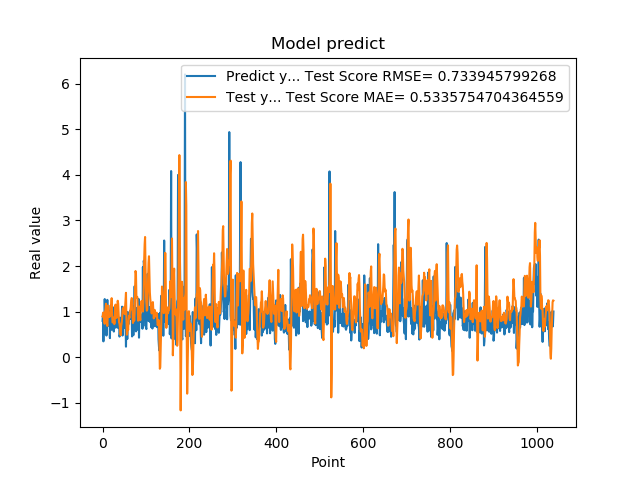 Model predict
Predict y... Test Score RMSE= 0.733945799268
Test y... Test Score MAE= 0.5335754704364559
Real value
6
5
4
3
2
1
0
−1
0 200 400 600 800 1000
Point